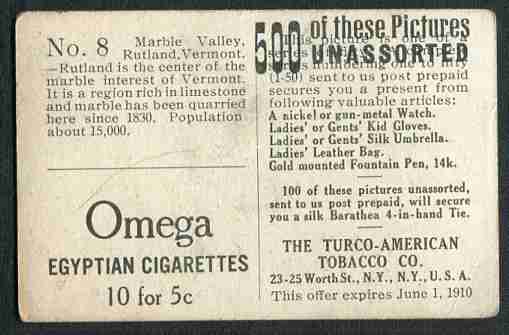 No. 8 Marble Valley,
Rutland, Vermont.
—Rutland is the center of the
marble interest of Vermont.
It is a region rich in limestone
and marble has been quarried
here since 1830. Population
about 15,000.
Omega
EGYPTIAN CIGARETTES
10 for 5c
500 of these Pictures
UNASSORTED
(1-50) sent to us post prepaid
secures you a present from
following valuable articles:
A nickel or gun-metal Watch.
Ladies' or Gents' Kid Gloves.
Ladies' or Gents' Silk Umbrella.
Ladies' Leather Bag.
Gold mounted Fountain Pen, 14k.
100 of these pictures unassorted,
sent to us post prepaid, will secure
you a silk Barathea 4-in-hand Tie.
THE TURCO-AMERICAN
TOBACCO CO.
23-25 Worth St., N.Y., N.Y., U.S.A.
This offer expires June 1, 1910